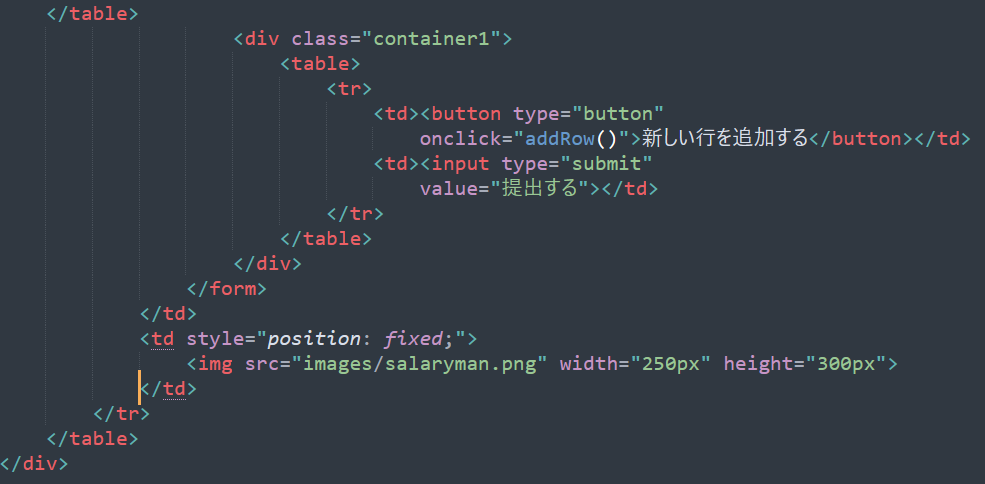 </table>
<div class="container1">
<table>
<tr>
<td><button type="button"
onclick="addRow()">新しい行を追加する</button></td>
<td><input type="submit"
value="提出する"></td>
</tr>
</table>
</div>
</form>
</td>
<td style="position: fixed;">
<img src="images/salaryman.png" width="250px" height="300px">
</td>
</tr>
</table>
</div>